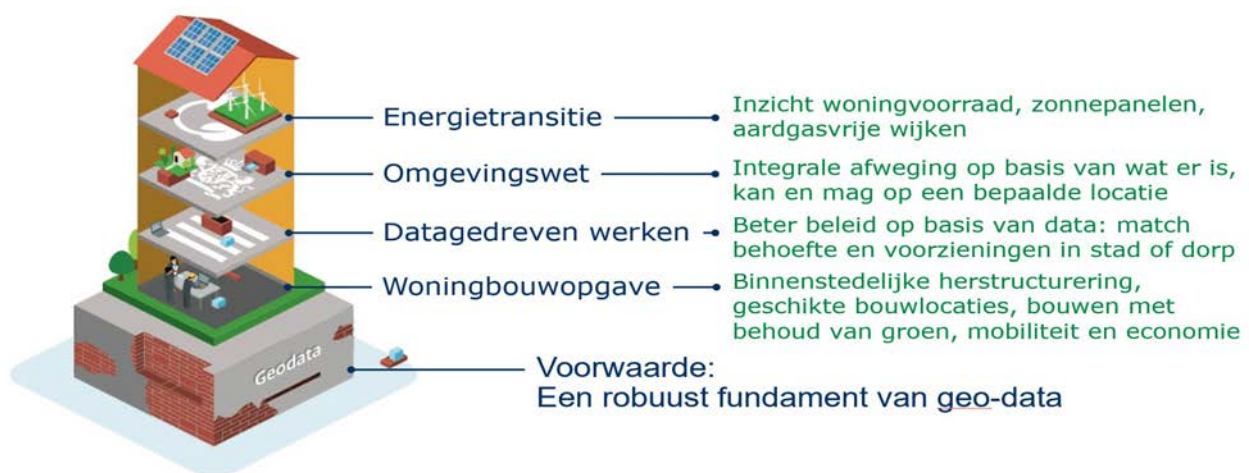 Energietransitie
Inzicht woningvoorraad, zonnepanelen,
aardgasvrije wijken
Omgevingswet
Integrale afweging op basis van wat er is,
kan en mag op een bepaalde locatie
Datagedreven werken
Beter beleid op basis van data: match
behoefte en voorzieningen in stad of dorp
Woningbouwopgave
Binnenstedelijke herstructurering,
geschikte bouwlocaties, bouwen met
behoud van groen, mobiliteit en economie
Geodata
Voorwaarde:
Een robuust fundament van geo-data